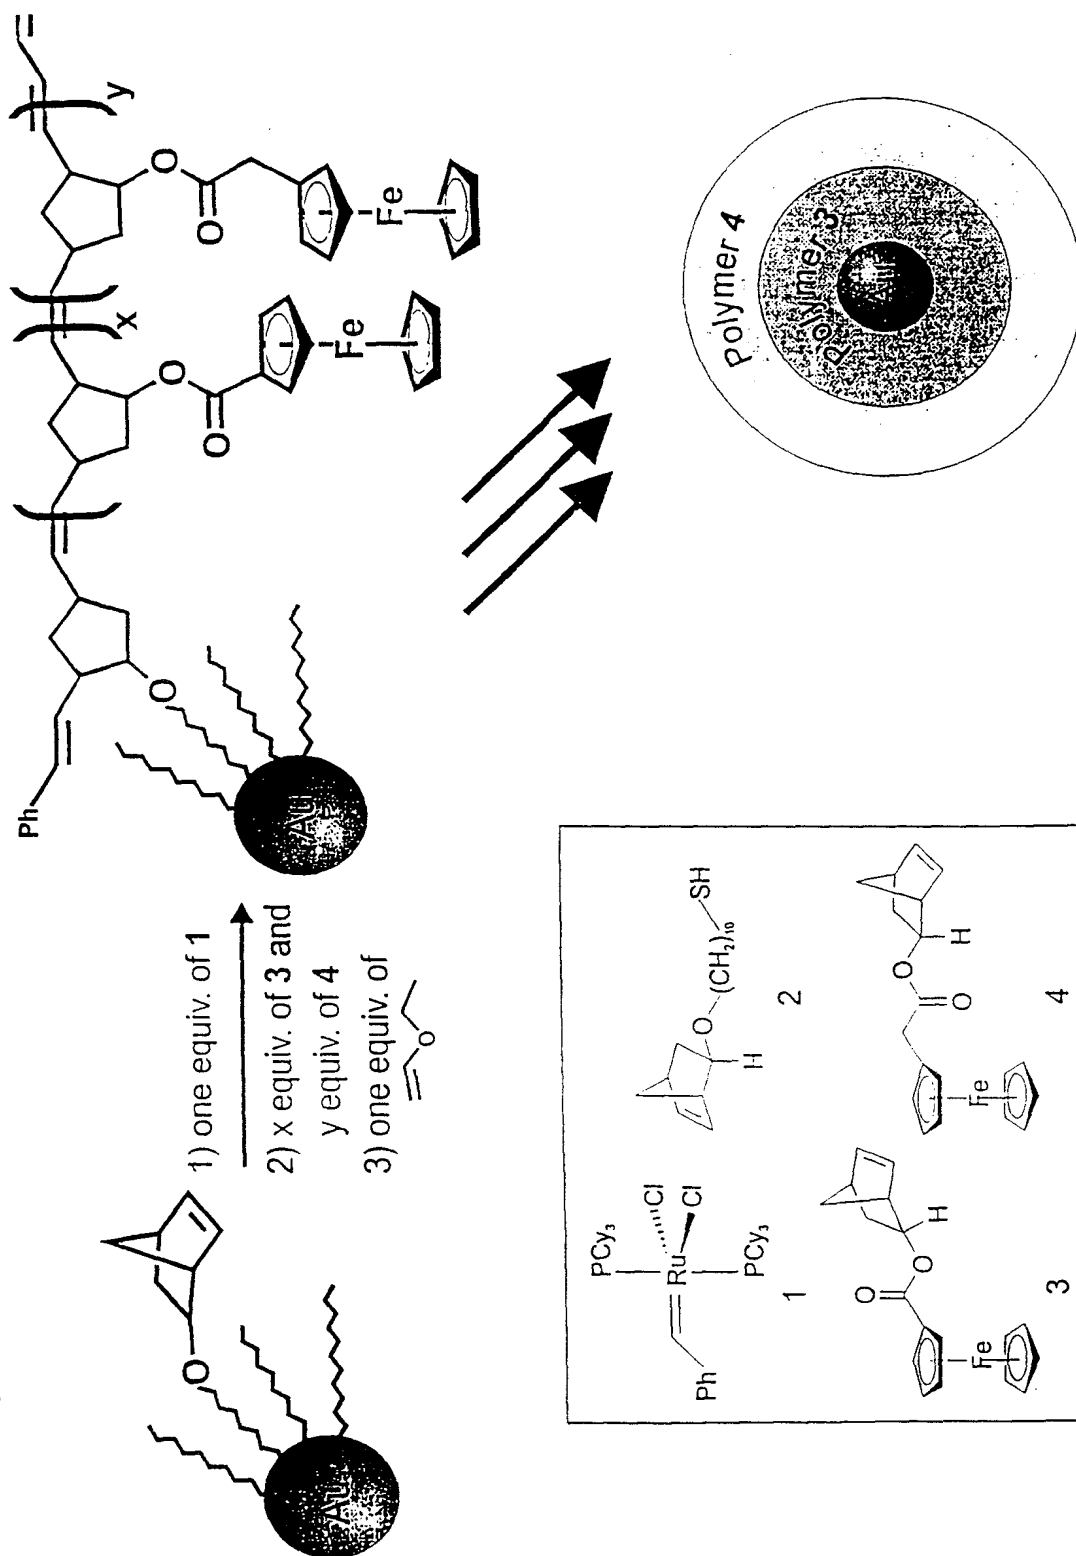 Au
O
1) one equiv. of 1
2) x equiv. of 3 and
y equiv. of 4
3) one equiv. of
O
Au
Ph
O
x
O
O
Fe
y
O
O
Fe
Ph
Ru
PCy3
PCy3
Cl
Cl
1
O
H
(CH2)10
SH
2
O
O
H
Fe
3
O
O
H
Fe
4
Polymer 4
Polymer 3
Au